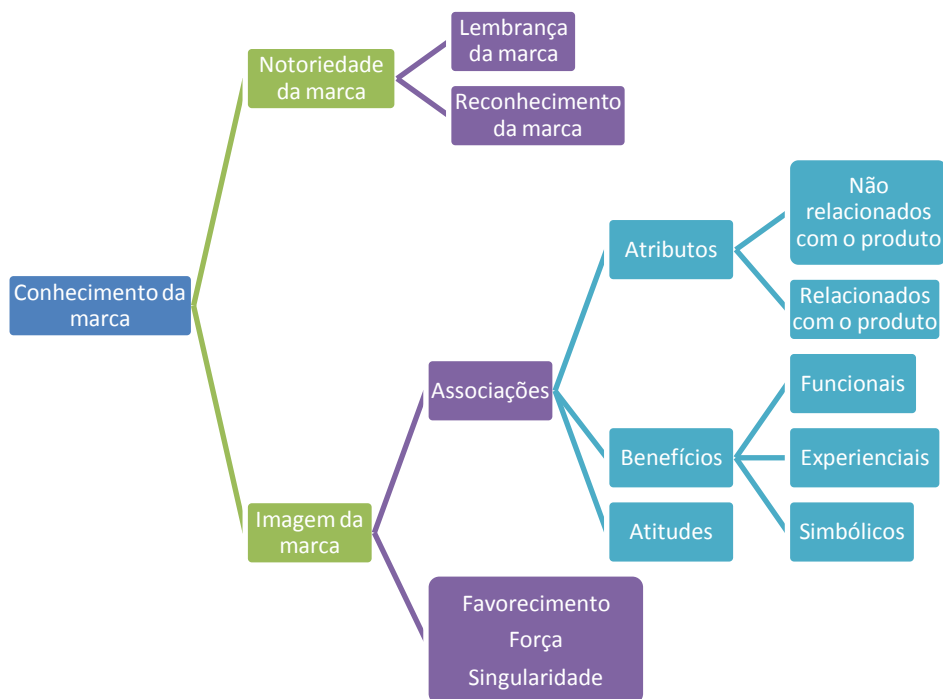 Lembrança
da marca
Notoriedade
da marca
Reconhecimento
da marca
Não
relacionados
com o produto
Atributos
Conhecimento da
marca
Relacionados
com o produto
Associações
Funcionais
Benefícios
Experienciais
Imagem da
marca
Atitudes
Simbólicos
Favorecimento
Força
Singularidade